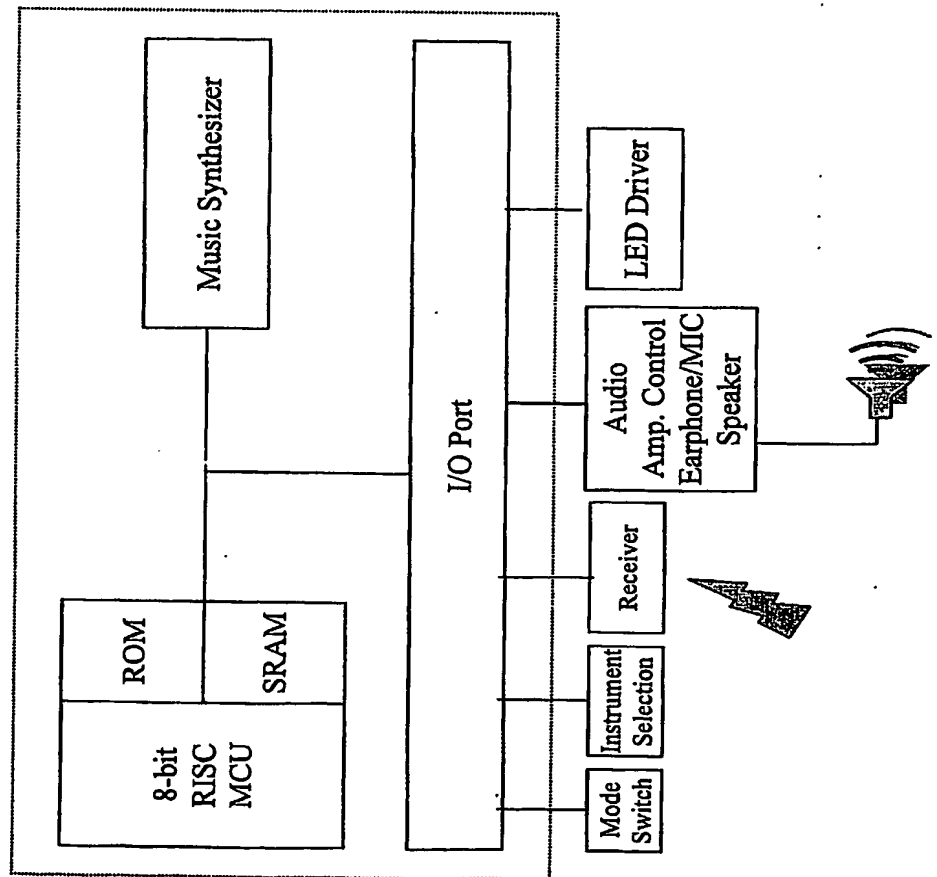 8-bit
RISC
MCU
ROM
SRAM
Music Synthesizer
I/O Port
Mode
Switch
Instrument
Selection
Receiver
Audio
Amp. Control
Earphone/MIC
Speaker
LED Driver